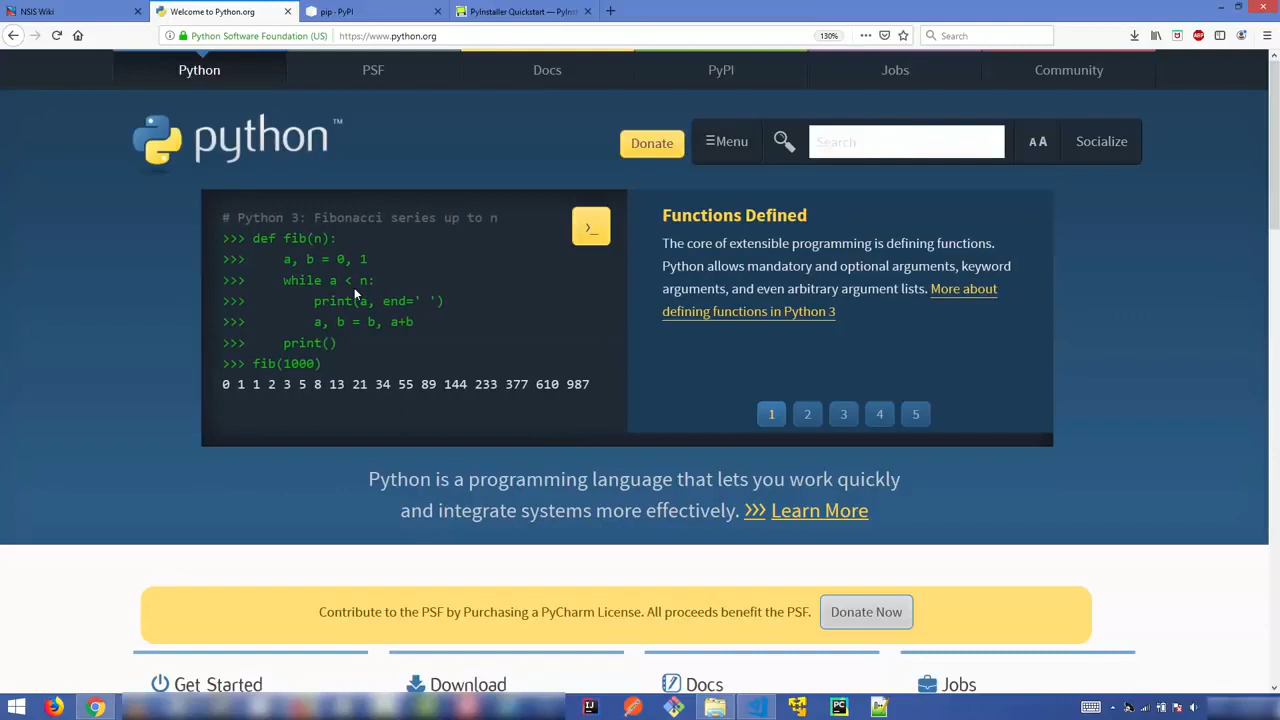 NSIS Wiki
Welcome to Python.org
pip · PyPI
PyInstaller Quickstart — PyInst
Python Software Foundation (US)
https://www.python.org
130%
Search
Python
PSF
Docs
PyPI
Jobs
Community
python™
Donate
Menu
Search
A A
Socialize
# Python 3: Fibonacci series up to n
>>> def fib(n):
>>> a, b = 0, 1
>>> while a < n:
>>> print(a, end=' ')
>>> a, b = b, a+b
>>> print()
>>> fib(1000)
0 1 1 2 3 5 8 13 21 34 55 89 144 233 377 610 987
>_
Functions Defined
The core of extensible programming is defining functions.
Python allows mandatory and optional arguments, keyword
arguments, and even arbitrary argument lists. More about
defining functions in Python 3
1 2 3 4 5
Python is a programming language that lets you work quickly
and integrate systems more effectively. >>> Learn More
Contribute to the PSF by Purchasing a PyCharm License. All proceeds benefit the PSF.
Donate Now
Get Started
Download
Docs
Jobs